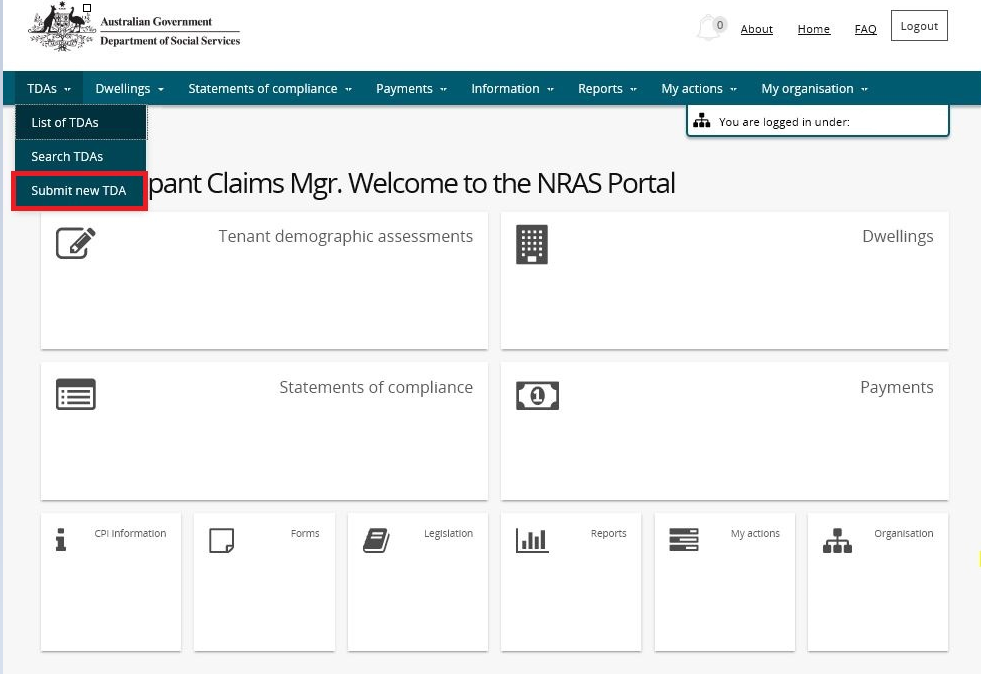 Australian Government
Department of Social Services
0
About
Home
FAQ
Logout
TDAs
Dwellings
Statements of compliance
Payments
Information
Reports
My actions
My organisation
List of TDAs
Search TDAs
Submit new TDA
You are logged in under:
pant Claims Mgr. Welcome to the NRAS Portal
Tenant demographic assessments
Dwellings
Statements of compliance
1
Payments
CPI Information
Forms
Legislation
Reports
My actions
Organisation